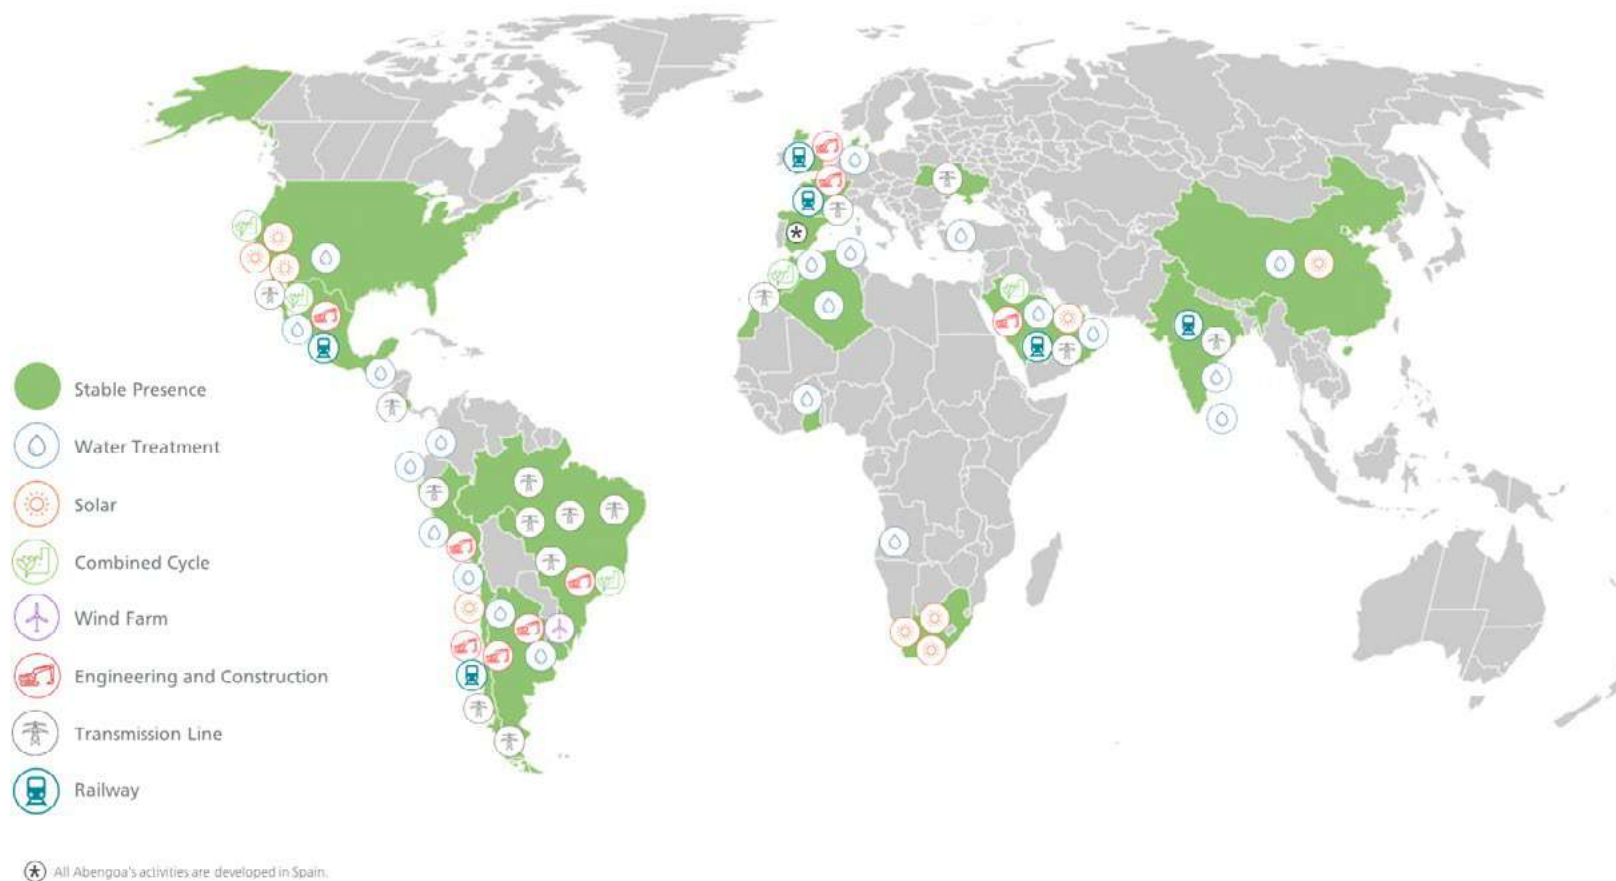 Stable Presence
Water Treatment
Solar
Combined Cycle
Wind Farm
Engineering and Construction
Transmission Line
Railway
All Abengoa's activities are developed in Spain.